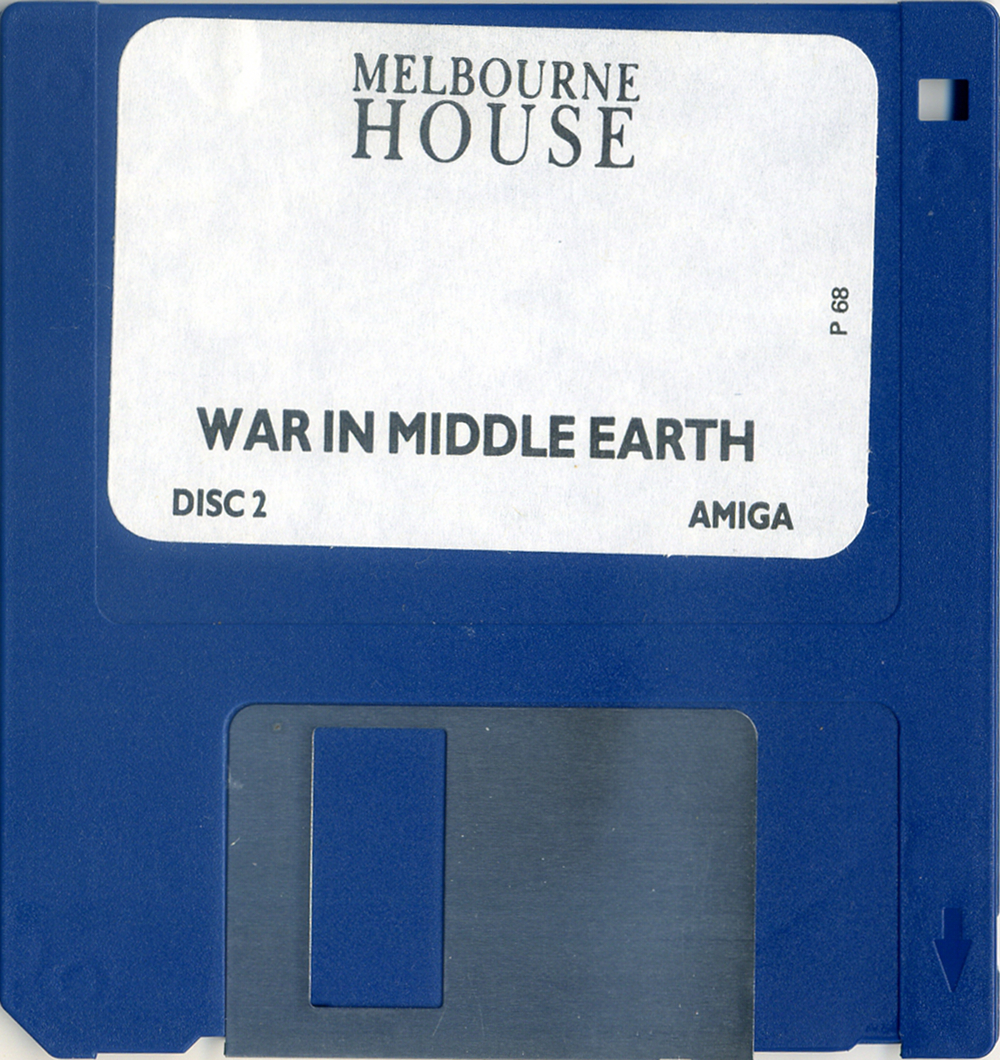 MELBOURNE
HOUSE
P 68
WAR IN MIDDLE EARTH
DISC 2
AMIGA